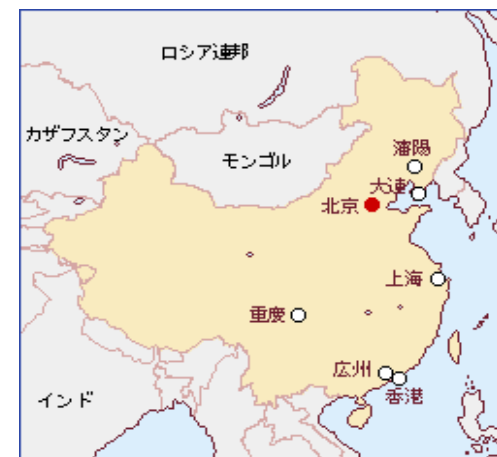 ロシア連邦
カザフスタン
モンゴル
瀋陽
大連
北京
上海
重慶
広州
香港
インド